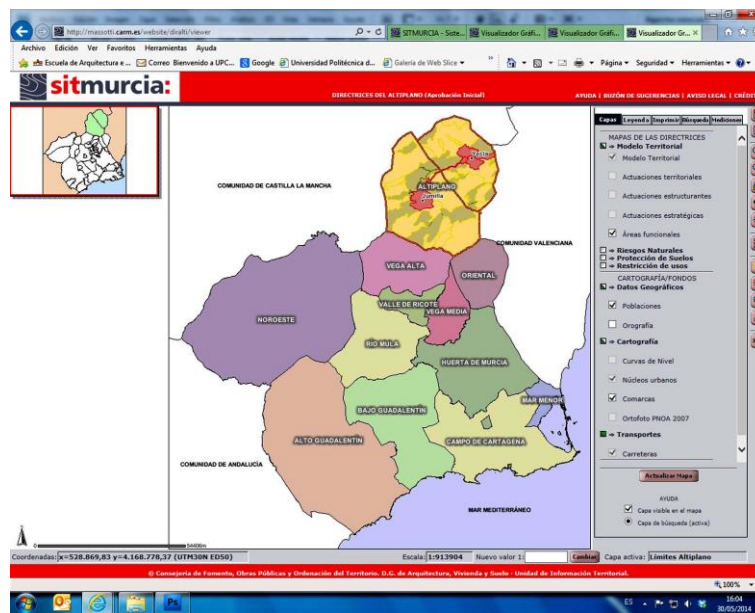 http://massotti.carm.es/website/diralti/viewer
SITMURCIA - Siste...
Visualizador Gráfi...
Visualizador Gráfi...
Visualizador Gr...
Archivo Edición Ver Favoritos Herramientas Ayuda
Escuela de Arquitectura e ... Correo Bienvenido a UPC... Google Universidad Politécnica d... Galería de Web Slice
Página Seguridad Herramientas
sitmurcia:
DIRECTRICES DEL ALTIPLANO (Aprobación Inicial)
AYUDA | BUZÓN DE SUGERENCIAS | AVISO LEGAL | CRÉDIT
Capas Leyenda Imprimir Búsqueda Mediciones
MAPAS DE LAS DIRECTRICES
Modelo Territorial
Modelo Territorial
Actuaciones territoriales
Actuaciones estructurantes
Actuaciones estratégicas
Áreas funcionales
Riesgos Naturales
Protección de Suelos
Restricción de usos
CARTOGRAFÍA/FONDOS
Datos Geográficos
Poblaciones
Orografía
Cartografía
Curvas de Nivel
Núcleos urbanos
Comarcas
Ortofoto PNOA 2007
Transportes
Carreteras
Actualizar Mapa
AYUDA
Capa visible en el mapa
Capa de búsqueda (activa)
Yecla
COMUNIDAD DE CASTILLA LA MANCHA
ALTIPLANO
Jumilla
COMUNIDAD VALENCIANA
VEGA ALTA
ORIENTAL
VALLE DE RICOTE
VEGA MEDIA
NOROESTE
RIO MULA
HUERTA DE MURCIA
MAR MENOR
BAJO GUADALENTÍN
ALTO GUADALENTÍN
CAMPO DE CARTAGENA
COMUNIDAD DE ANDALUCÍA
MAR MEDITERRÁNEO
Coordenadas: x=528.869,83 y=4.168.778,37 (UTM30N ED50)
Escala: 1:913904 Nuevo valor 1: Cambiar Capa activa: Límites Altiplano
© Consejería de Fomento, Obras Públicas y Ordenación del Territorio. D.G. de Arquitectura, Vivienda y Suelo - Unidad de Información Territorial.
100%
ES
16:04
30/05/2014